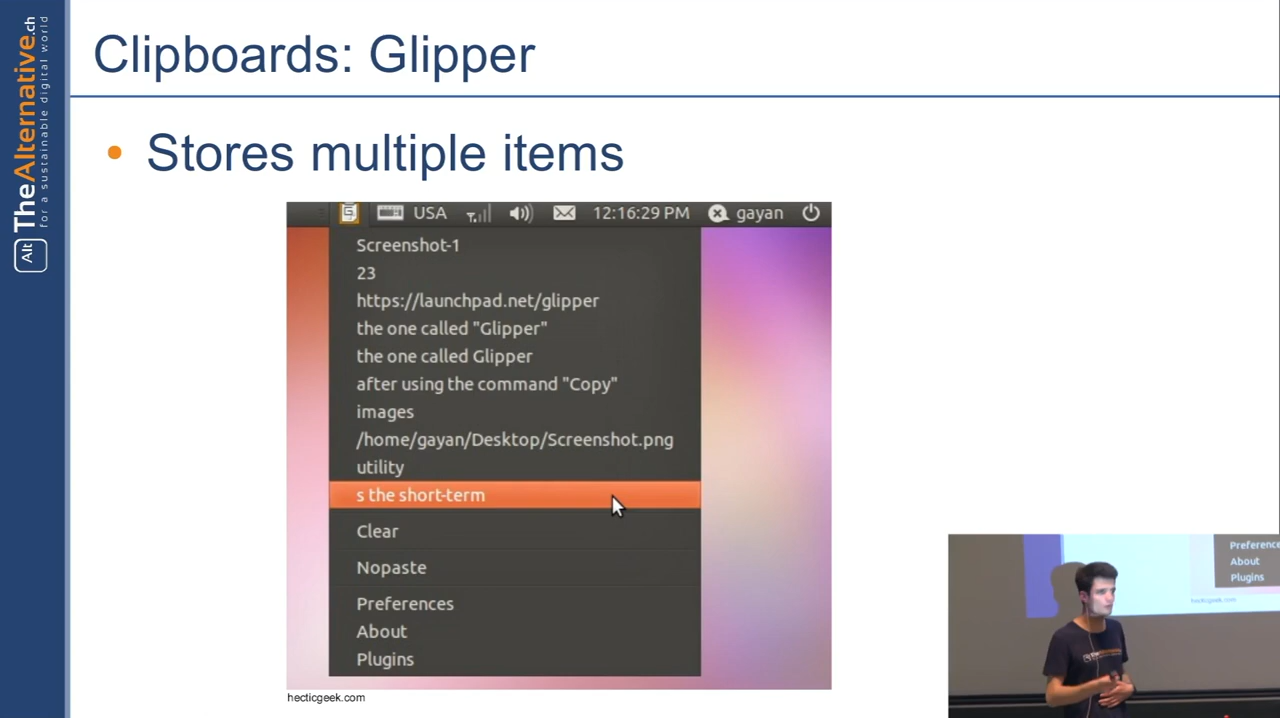 Clipboards: Glipper
TheAlternative.ch
for a sustainable digital world
Alt
• Stores multiple items
USA 12:16:29 PM gayan
Screenshot-1
23
https://launchpad.net/glipper
the one called "Glipper"
the one called Glipper
after using the command "Copy"
images
/home/gayan/Desktop/Screenshot.png
utility
s the short-term
Clear
Nopaste
Preferences
About
Plugins
hecticgeek.com
Preference
About
Plugins
hecticgeek.com